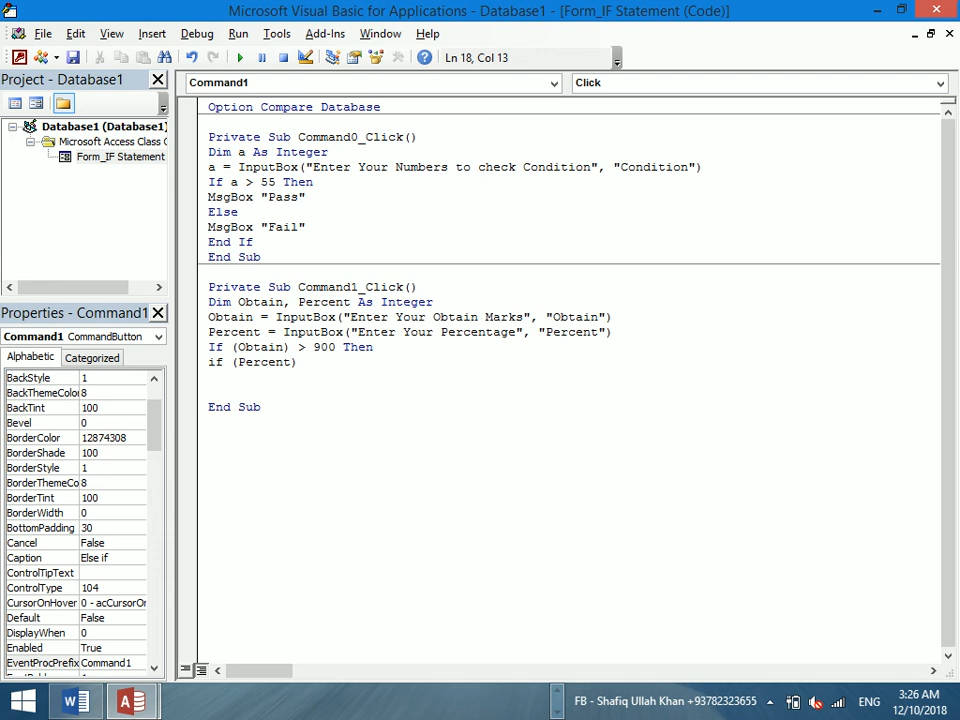 Microsoft Visual Basic for Applications - Database1 - [Form_IF Statement (Code)]
File Edit View Insert Debug Run Tools Add-Ins Window Help
Ln 18, Col 13
Project - Database1
Database1 (Database1)
Microsoft Access Class O
Form_IF Statement
Command1 Click
Option Compare Database
Private Sub Command0_Click()
Dim a As Integer
a = InputBox("Enter Your Numbers to check Condition", "Condition")
If a > 55 Then
MsgBox "Pass"
Else
MsgBox "Fail"
End If
End Sub
Private Sub Command1_Click()
Dim Obtain, Percent As Integer
Obtain = InputBox("Enter Your Obtain Marks", "Obtain")
Percent = InputBox("Enter Your Percentage", "Percent")
If (Obtain) > 900 Then
if (Percent)
End Sub
Properties - Command1
Command1 CommandButton
Alphabetic Categorized
BackStyle 1
BackThemeColor 8
BackTint 100
Bevel 0
BorderColor 12874308
BorderShade 100
BorderStyle 1
BorderThemeCo 8
BorderTint 100
BorderWidth 0
BottomPadding 30
Cancel False
Caption Else if
ControlTipText
ControlType 104
CursorOnHover 0 - acCursorOn
Default False
DisplayWhen 0
Enabled True
EventProcPrefix Command1
FB - Shafiq Ullah Khan +93782323655
ENG
3:26 AM
12/10/2018